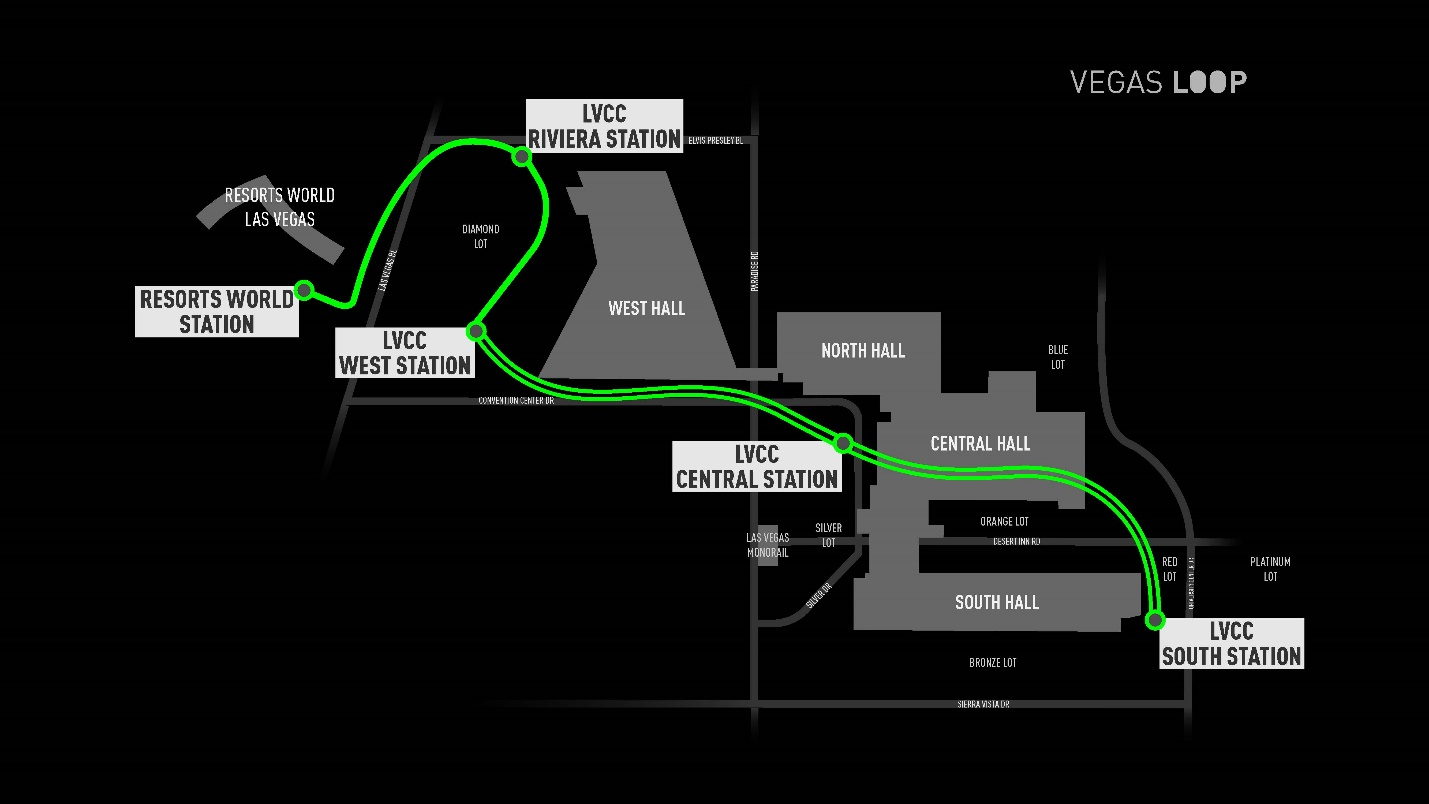 VEGAS LOOP
LVCC
RIVIERA STATION
ELVIS PRESLEY BL
RESORTS WORLD
LAS VEGAS
DIAMOND
LOT
LAS VEGAS BL
PARADISE RD
RESORTS WORLD
STATION
WEST HALL
LVCC
WEST STATION
NORTH HALL
BLUE
LOT
CONVENTION CENTER DR
CENTRAL HALL
LVCC
CENTRAL STATION
SILVER
LOT
ORANGE LOT
LAS VEGAS
MONORAIL
DESERT INN RD
RED
LOT
PLATINUM
LOT
SILVER DR
SOUTH HALL
LVCC
SOUTH STATION
BRONZE LOT
SIERRA VISTA DR